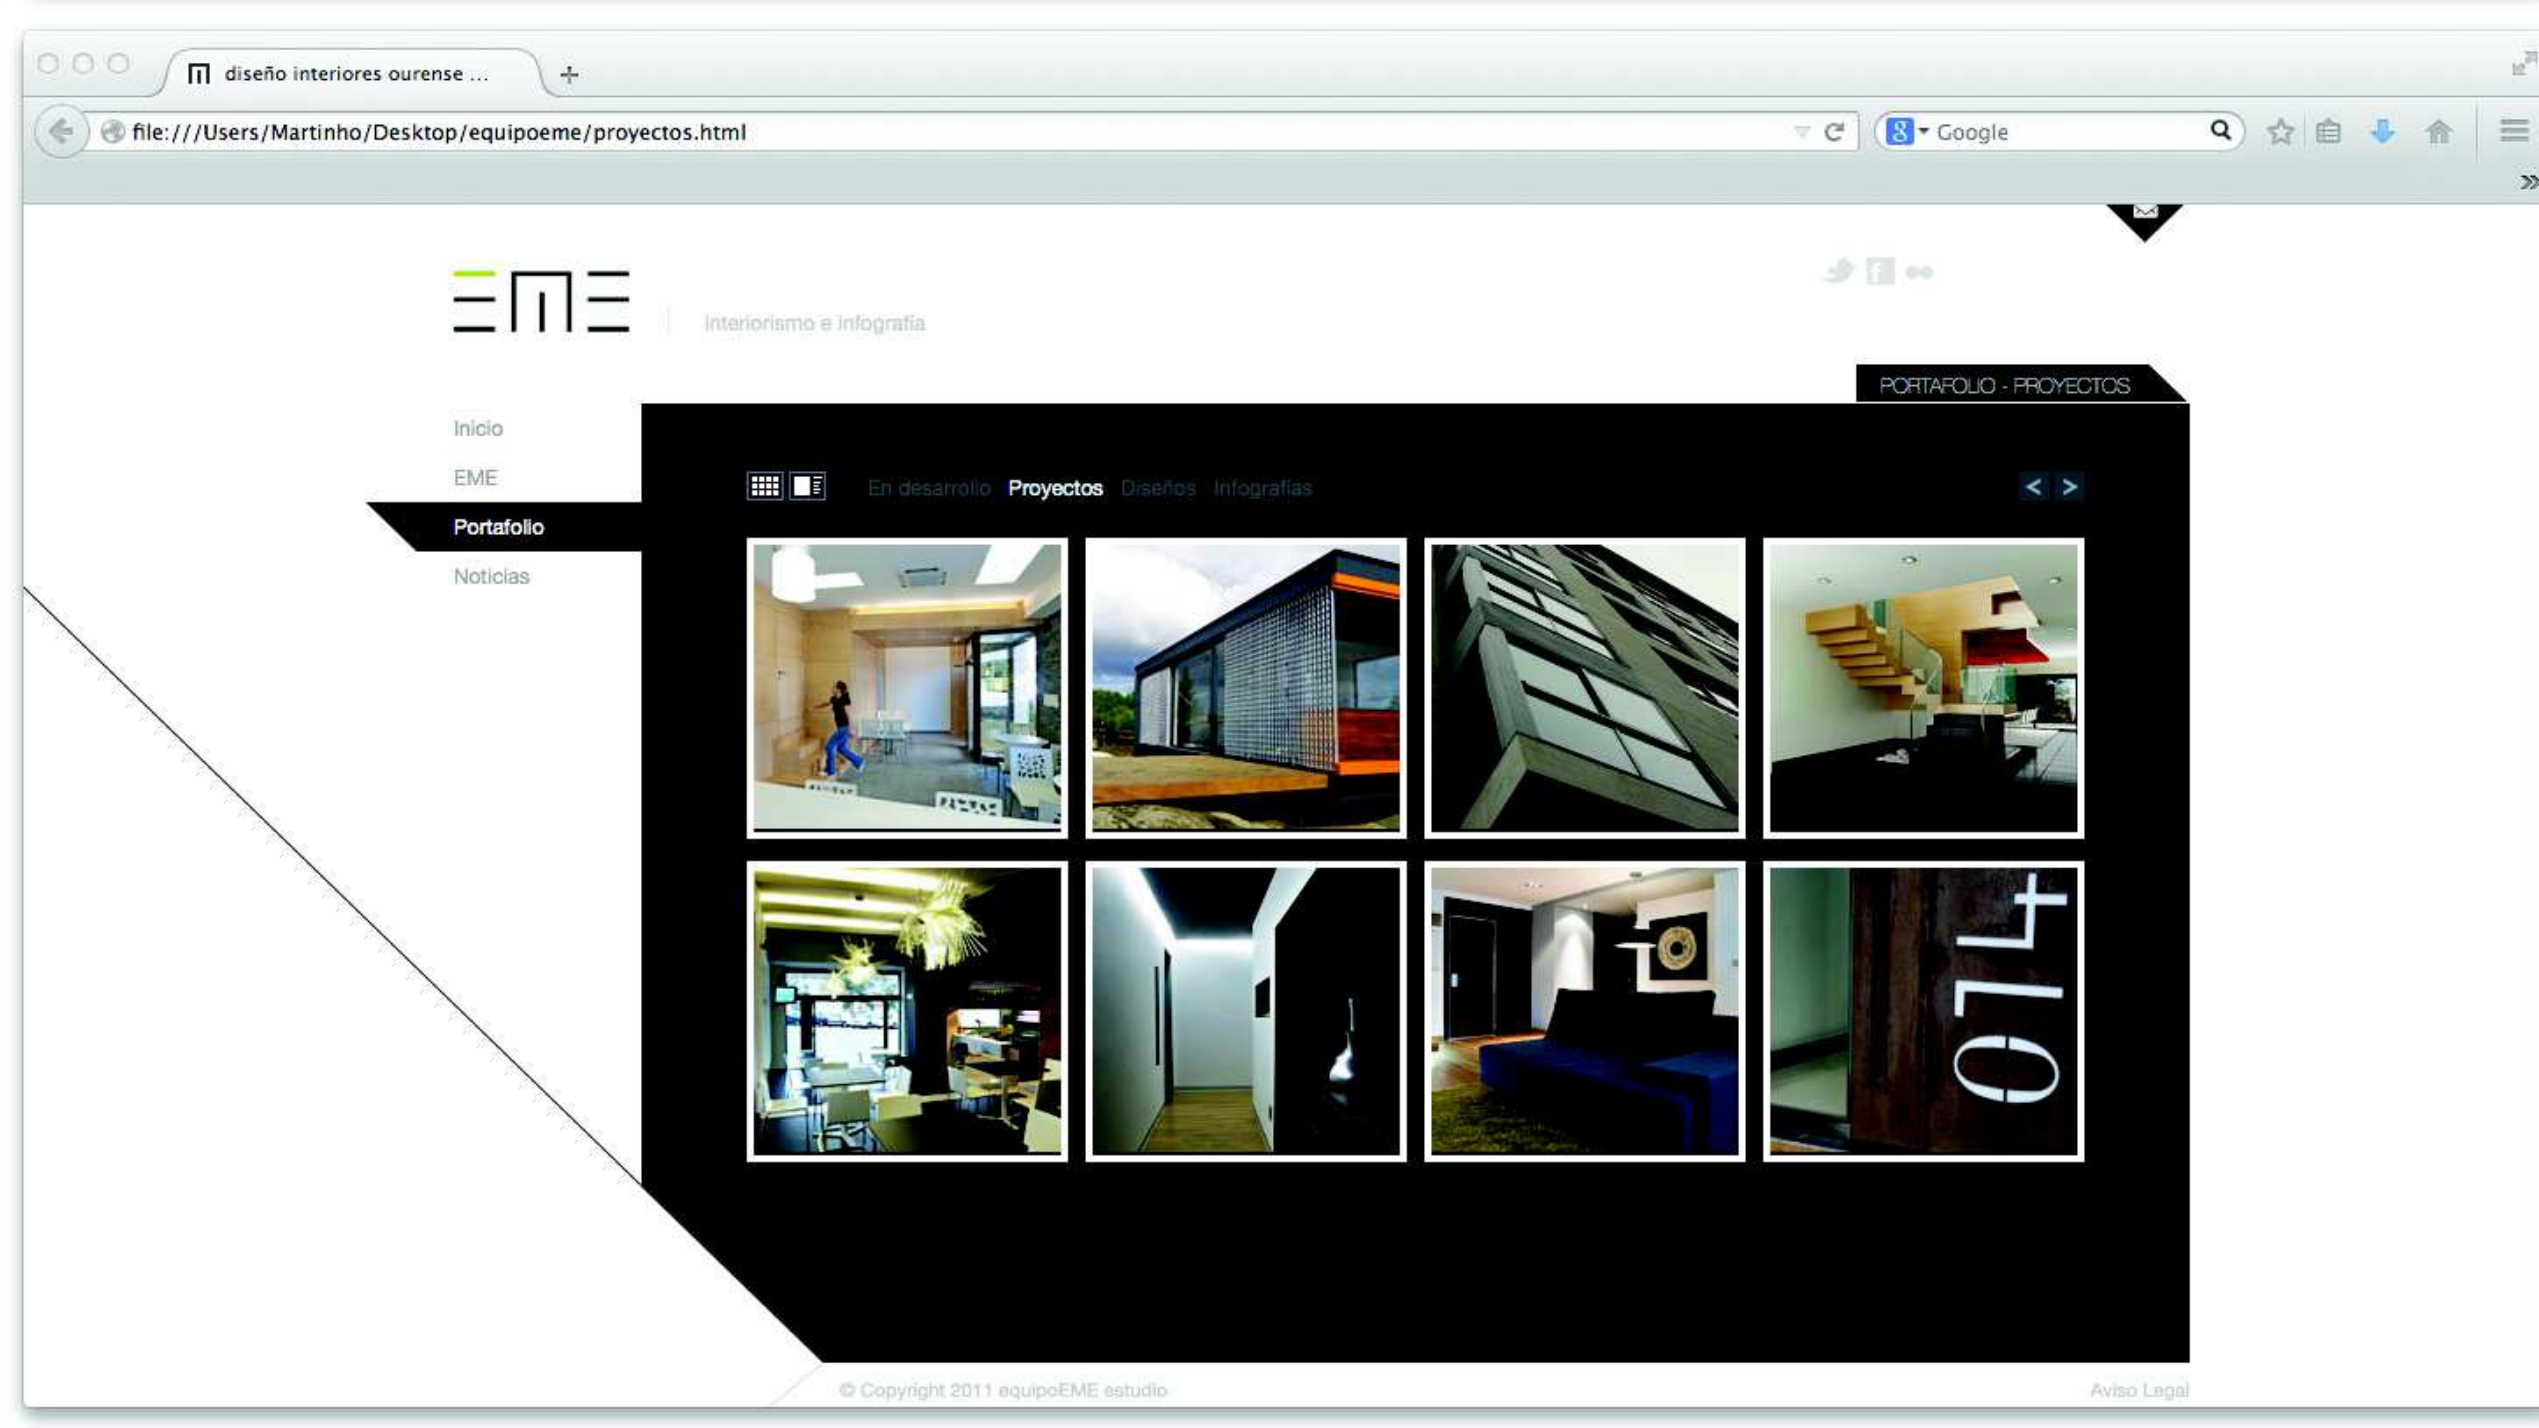 diseño interiores ourense ...
file:///Users/Martinho/Desktop/equipoeme/proyectos.html
Google
EME
interiorismo e infografía
PORTAFOLIO - PROYECTOS
Inicio
EME
Portafolio
Noticias
En desarrollo Proyectos Diseños Infografías
014
© Copyright 2011 equipoEME estudio
Aviso Legal